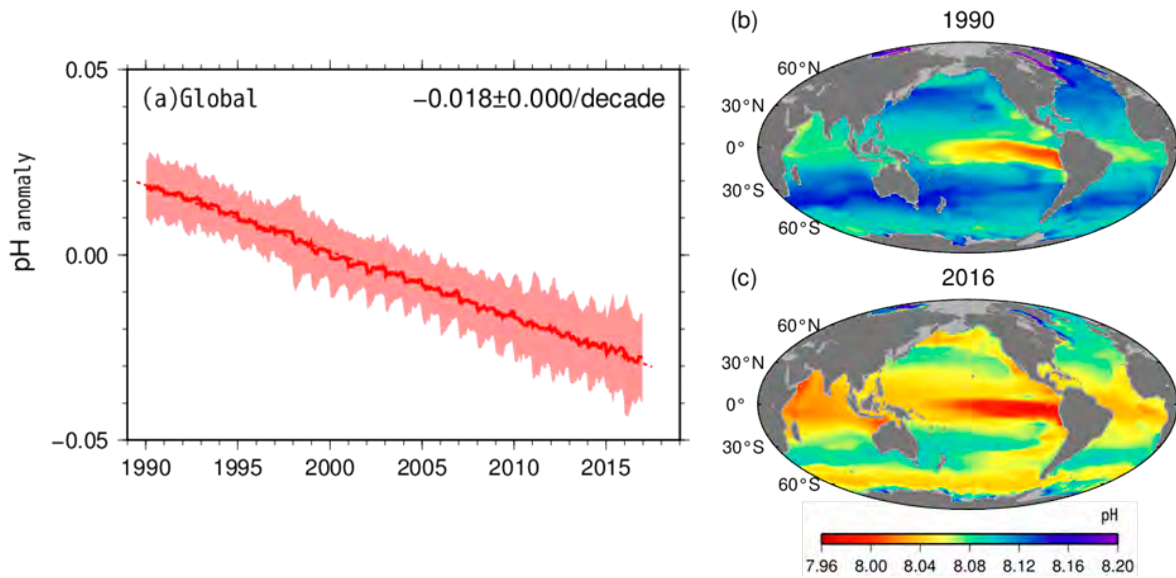 (a)Global
-0.018±0.000/decade
pH anomaly
0.05
0.00
-0.05
1990 1995 2000 2005 2010 2015
(b) 1990
60°N
30°N
0°
30°S
60°S
(c) 2016
60°N
30°N
0°
30°S
60°S
pH
7.96 8.00 8.04 8.08 8.12 8.16 8.20